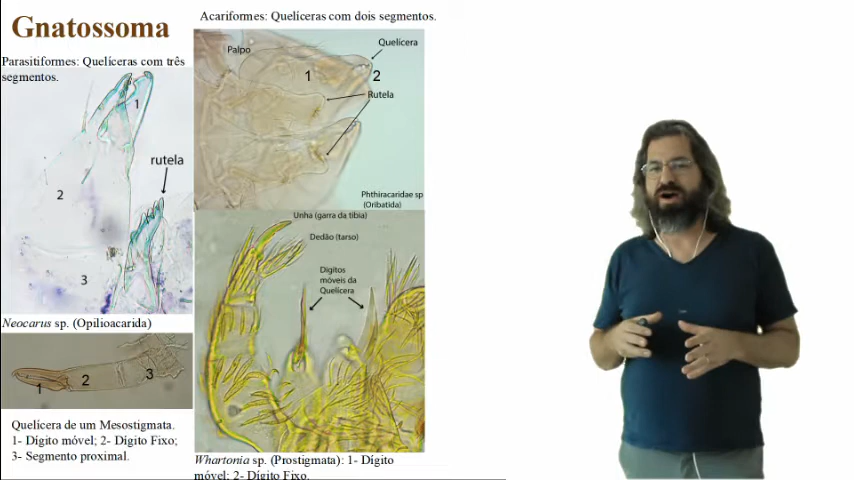 Gnatossoma
Parasitiformes: Quelíceras com três
segmentos.
1
rutela
2
3
Neocarus sp. (Opilioacarida)
1
2
3
Quelícera de um Mesostigmata.
1- Dígito móvel; 2- Dígito Fixo;
3- Segmento proximal.
Acariformes: Quelíceras com dois segmentos.
Palpo
Quelícera
1
2
Rutela
Phthiracaridae sp
(Oribatida)
Unha (garra da tíbia)
Dedão (tarso)
Dígitos
móveis da
Quelícera
Whartonia sp. (Prostigmata): 1- Dígito
móvel; 2- Dígito Fixo.